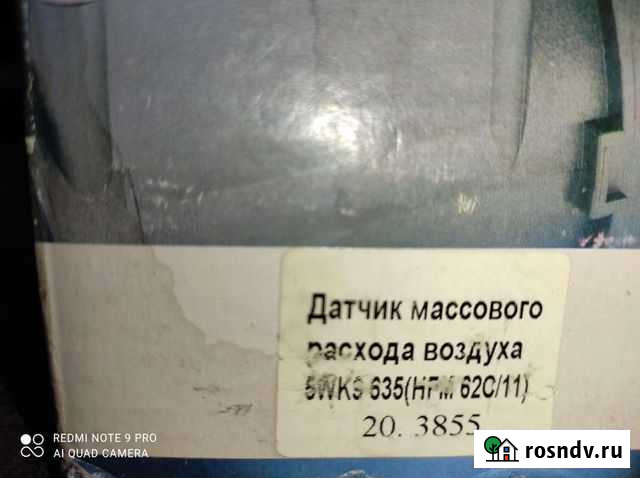 Датчик массового
расхода воздуха
5WK9 635(HFM 62C/11)
20. 3855
REDMI NOTE 9 PRO
AI QUAD CAMERA
rosndv.ru